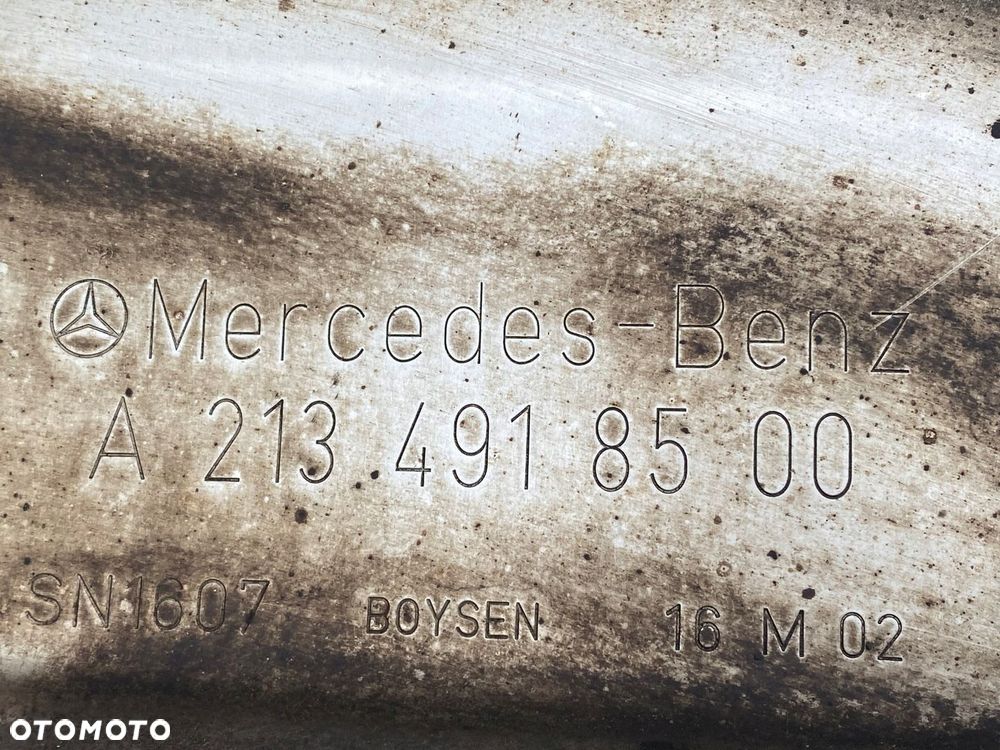 Mercedes-Benz
A 213 491 85 00
SN1607 BOYSEN 16 M 02
OTOMOTO